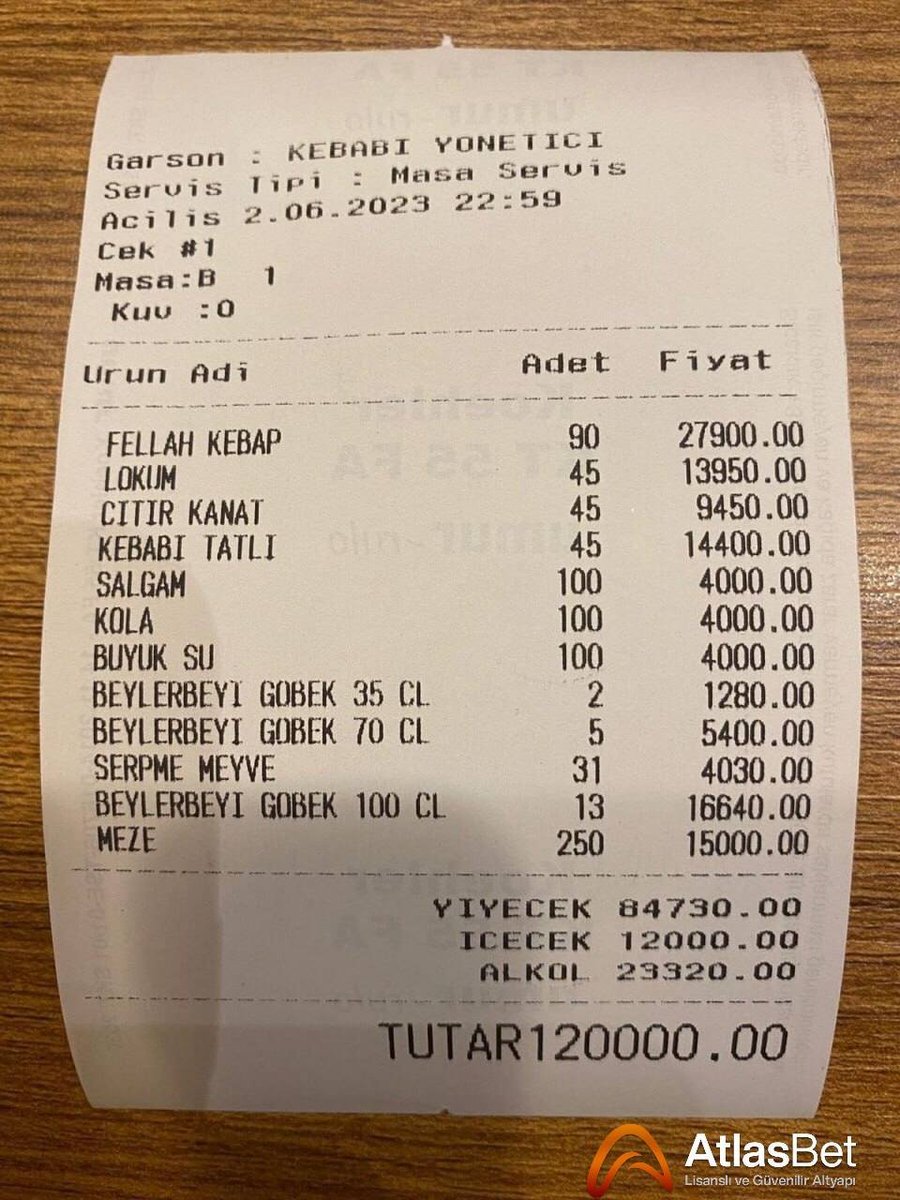 Garson : KEBABI YONETICI
Servis Tipi : Masa Servis
Acilis 2.06.2023 22:59
Cek #1
Masa:B 1
Kuv :0
Urun Adi Adet Fiyat
FELLAH KEBAP 90 27900.00
LOKUM 45 13950.00
CITIR KANAT 45 9450.00
KEBABI TATLI 45 14400.00
SALGAM 100 4000.00
KOLA 100 4000.00
BUYUK SU 100 4000.00
BEYLERBEYI GOBEK 35 CL 2 1280.00
BEYLERBEYI GOBEK 70 CL 5 5400.00
SERPME MEYVE 31 4030.00
BEYLERBEYI GOBEK 100 CL 13 16640.00
MEZE 250 15000.00
YIYECEK 84730.00
ICECEK 12000.00
ALKOL 23320.00
TUTAR120000.00
AtlasBet
Lisanslı ve Güvenilir Altyapı